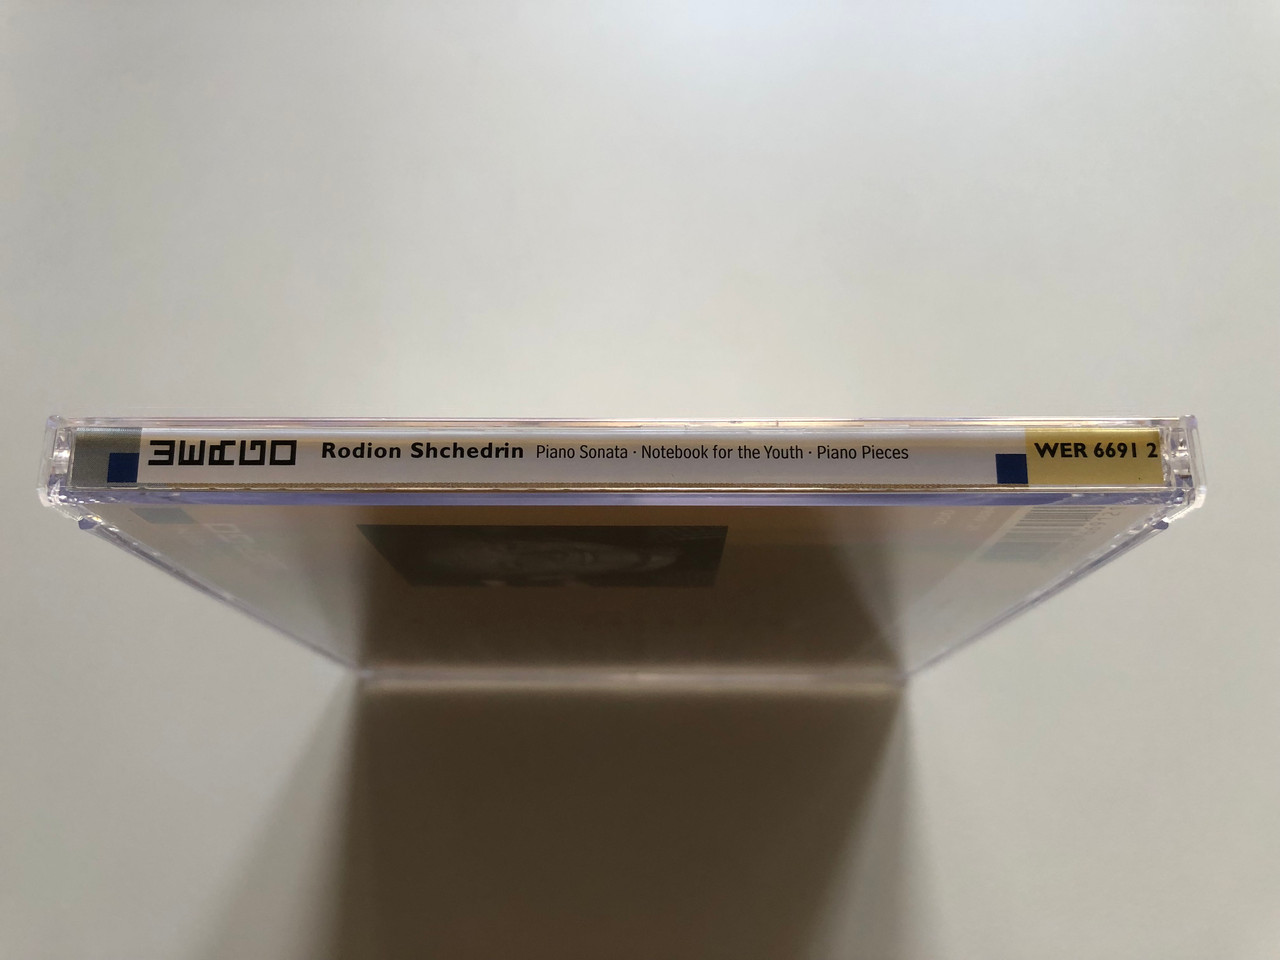 WERGO Rodion Shchedrin Piano Sonata · Notebook for the Youth · Piano Pieces WER 6691 2